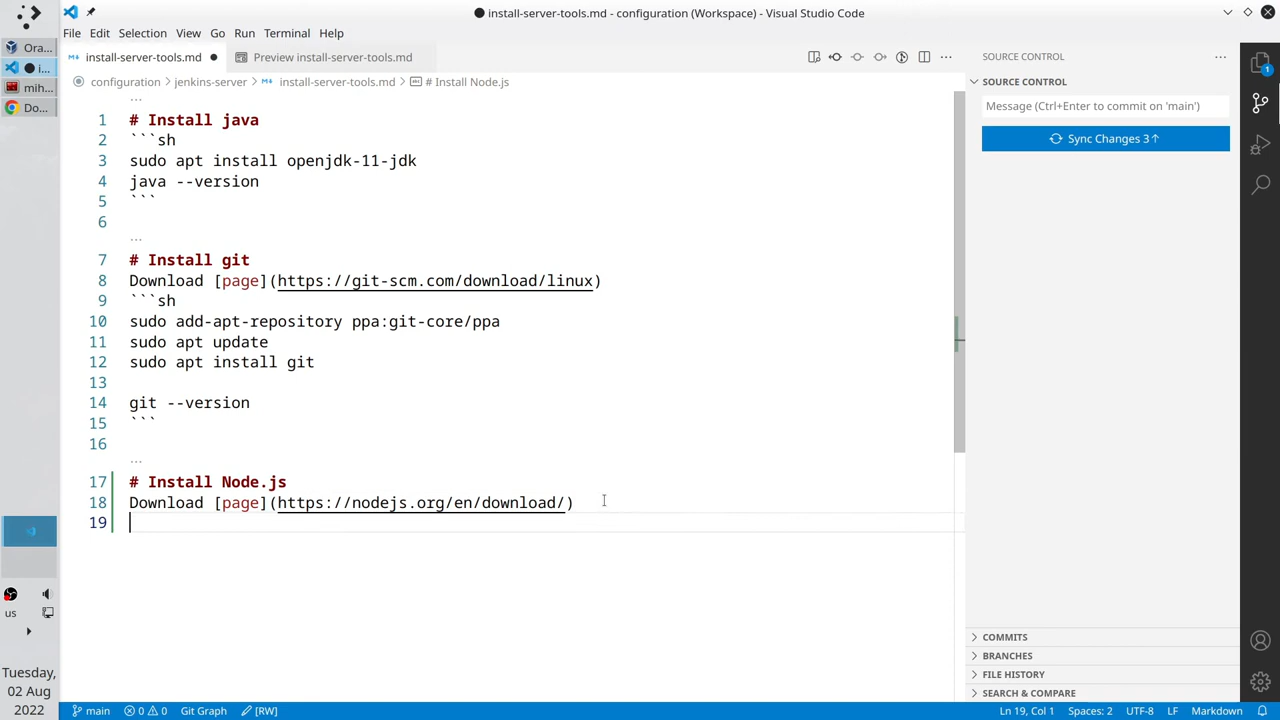 install-server-tools.md - configuration (Workspace) - Visual Studio Code
File Edit Selection View Go Run Terminal Help
Ora...
i...
mih...
Do...
install-server-tools.md
Preview install-server-tools.md
configuration > jenkins-server > install-server-tools.md > # Install Node.js
...
1 # Install java
2 ```sh
3 sudo apt install openjdk-11-jdk
4 java --version
5 ```
6
...
7 # Install git
8 Download [page](https://git-scm.com/download/linux)
9 ```sh
10 sudo add-apt-repository ppa:git-core/ppa
11 sudo apt update
12 sudo apt install git
13
14 git --version
15 ```
16
...
17 # Install Node.js
18 Download [page](https://nodejs.org/en/download/)
19
SOURCE CONTROL
...
SOURCE CONTROL
Message (Ctrl+Enter to commit on 'main')
Sync Changes 3↑
COMMITS
BRANCHES
FILE HISTORY
SEARCH & COMPARE
1
us
Tuesday,
02 Aug
2022
main 0 0 Git Graph [RW]
Ln 19, Col 1 Spaces: 2 UTF-8 LF Markdown